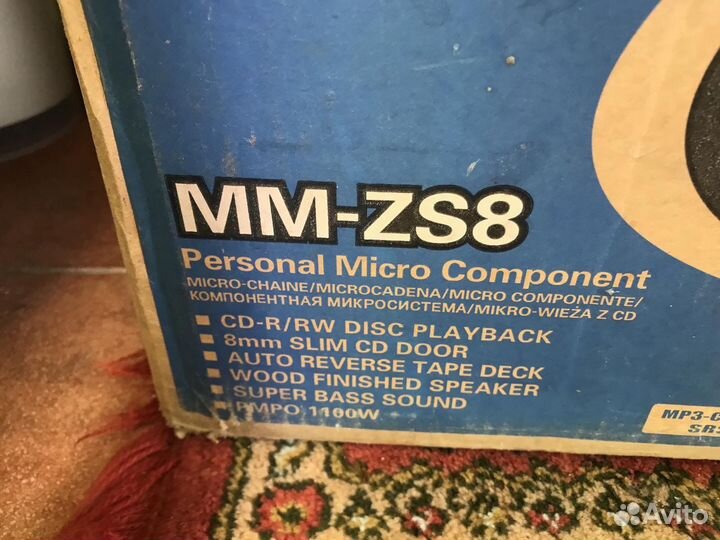 MM-ZS8
Personal Micro Component
MICRO-CHAINE/MICROCADENA/MICRO COMPONENTE/
КОМПОНЕНТНАЯ МИКРОСИСТЕМА/MIKRO-WIEŻA Z CD
■ CD-R/RW DISC PLAYBACK
■ 8mm SLIM CD DOOR
■ AUTO REVERSE TAPE DECK
■ WOOD FINISHED SPEAKER
■ SUPER BASS SOUND
■ PMPO 1100W
MP3-C
Avito